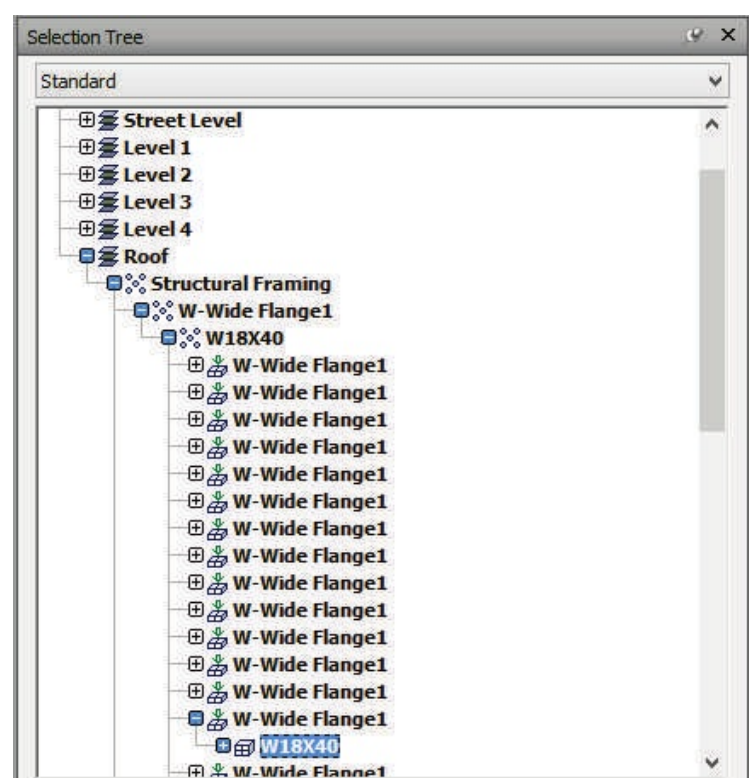 Selection Tree
Standard
Street Level
Level 1
Level 2
Level 3
Level 4
Roof
Structural Framing
W-Wide Flange1
W18X40
W-Wide Flange1
W-Wide Flange1
W-Wide Flange1
W-Wide Flange1
W-Wide Flange1
W-Wide Flange1
W-Wide Flange1
W-Wide Flange1
W-Wide Flange1
W-Wide Flange1
W-Wide Flange1
W-Wide Flange1
W-Wide Flange1
W-Wide Flange1
W18X40
W-Wide Flange1